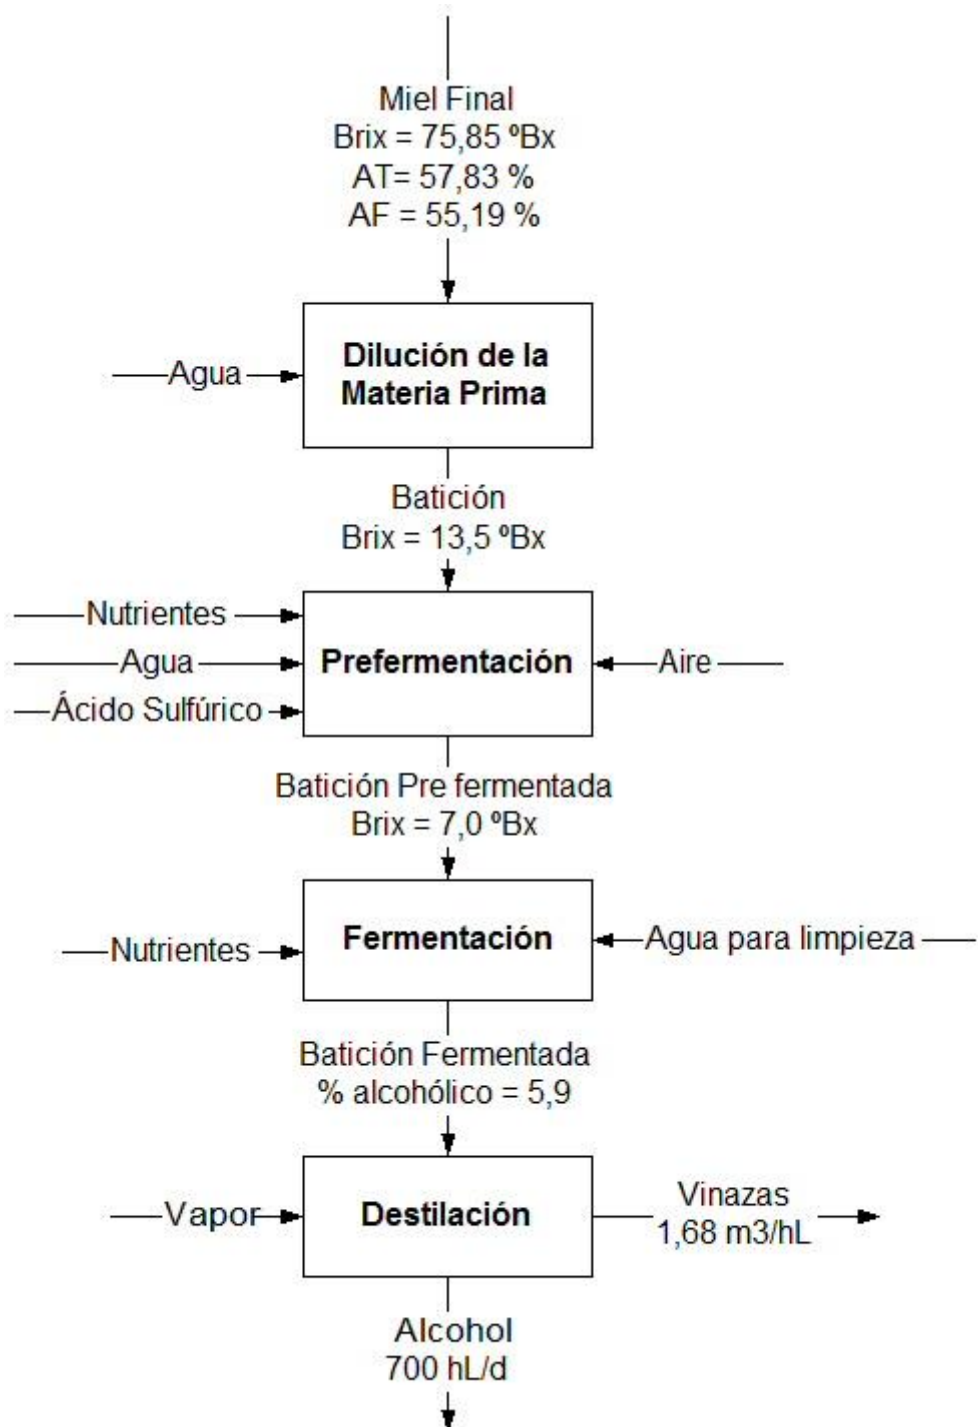 Miel Final
Brix = 75,85 ºBx
AT= 57,83 %
AF = 55,19 %
Agua
Dilución de la
Materia Prima
Batición
Brix = 13,5 ºBx
Nutrientes
Agua
Ácido Sulfúrico
Prefermentación
Aire
Batición Pre fermentada
Brix = 7,0 ºBx
Nutrientes
Fermentación
Agua para limpieza
Batición Fermentada
% alcohólico = 5,9
Vapor
Destilación
Vinazas
1,68 m3/hL
Alcohol
700 hL/d